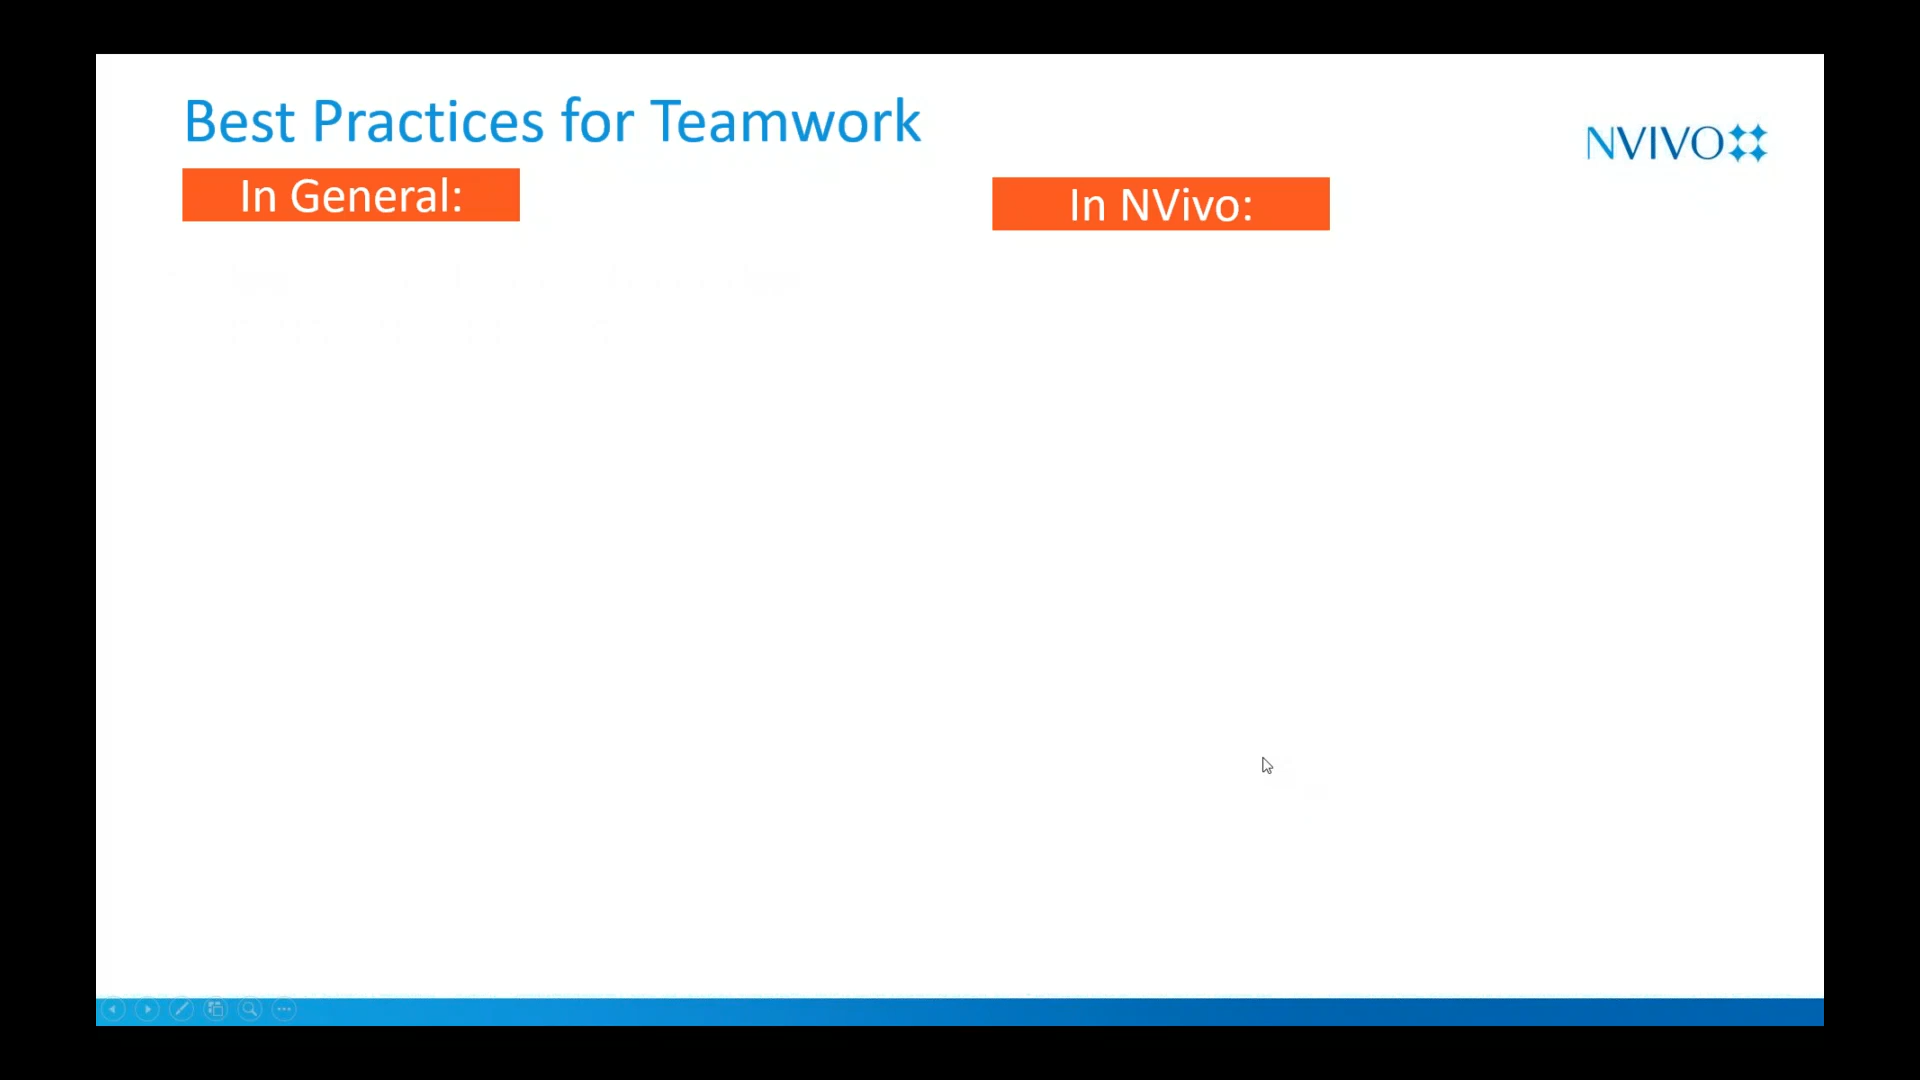 Best Practices for Teamwork
NVIVO
In General:
In NVivo: